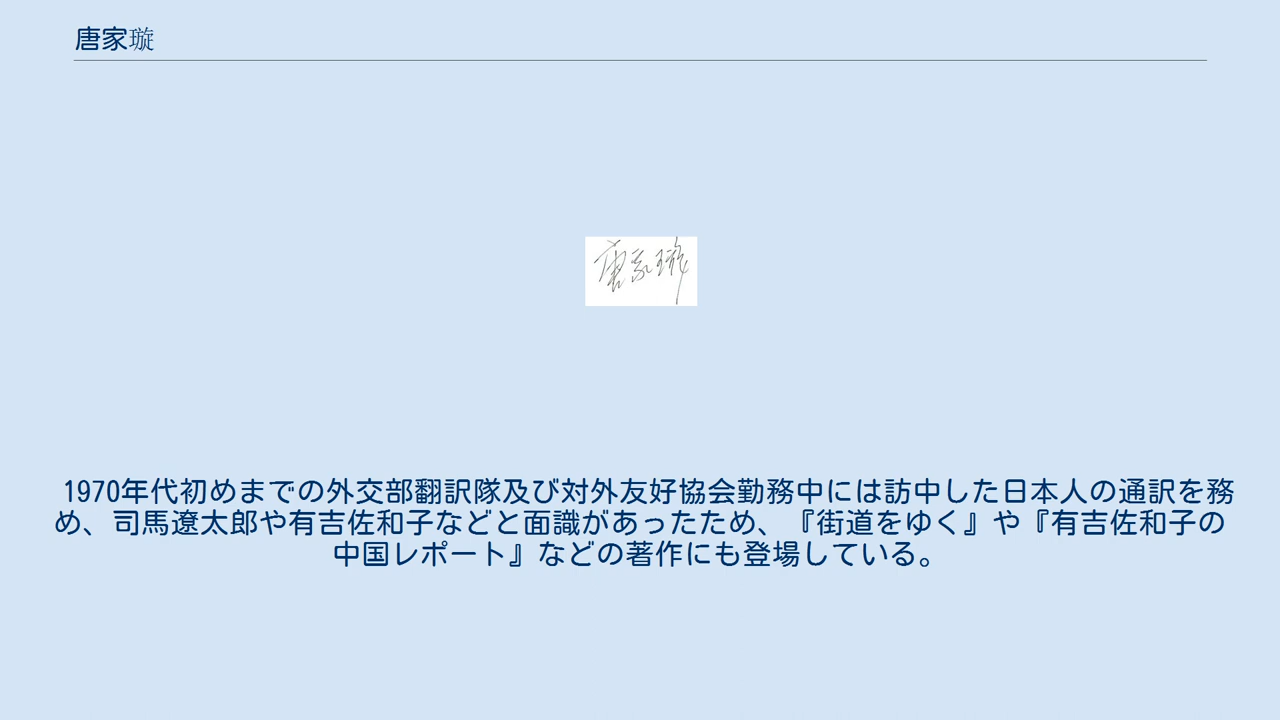 唐家璇
唐家璇
1970年代初めまでの外交部翻訳隊及び対外友好協会勤務中には訪中した日本人の通訳を務
め、司馬遼太郎や有吉佐和子などと面識があったため、『街道をゆく』や『有吉佐和子の
中国レポート』などの著作にも登場している。